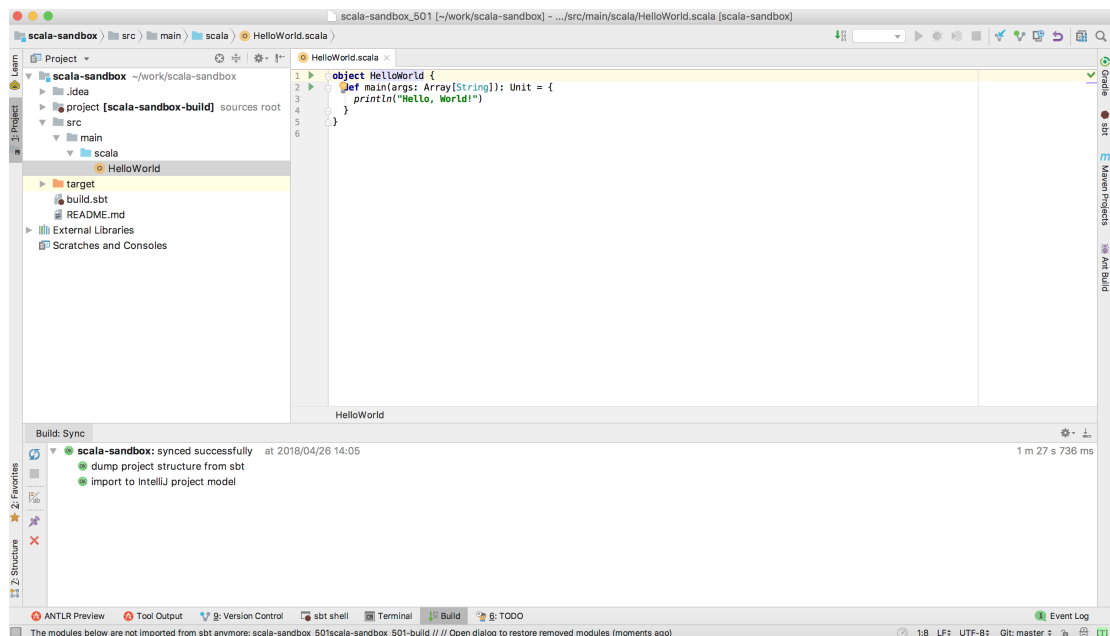 scala-sandbox_501 [~/work/scala-sandbox] - .../src/main/scala/HelloWorld.scala [scala-sandbox]
scala-sandbox src main scala HelloWorld.scala
Learn
1: Project
Project
scala-sandbox ~/work/scala-sandbox
.idea
project [scala-sandbox-build] sources root
src
main
scala
HelloWorld
target
build.sbt
README.md
External Libraries
Scratches and Consoles
HelloWorld.scala
1 object HelloWorld {
2 def main(args: Array[String]): Unit = {
3 println("Hello, World!")
4 }
5 }
6
HelloWorld
Gradle
sbt
m Maven Projects
Ant Build
Build: Sync
scala-sandbox: synced successfully at 2018/04/26 14:05 1 m 27 s 736 ms
dump project structure from sbt
import to IntelliJ project model
2: Favorites
7: Structure
ANTLR Preview Tool Output 9: Version Control sbt shell Terminal Build 6: TODO 1 Event Log
The modules below are not imported from sbt anymore: scala-sandbox_501scala-sandbox_501-build // // Open dialog to restore removed modules (moments ago) 1:8 LF÷ UTF-8÷ Git: master ÷ [T]